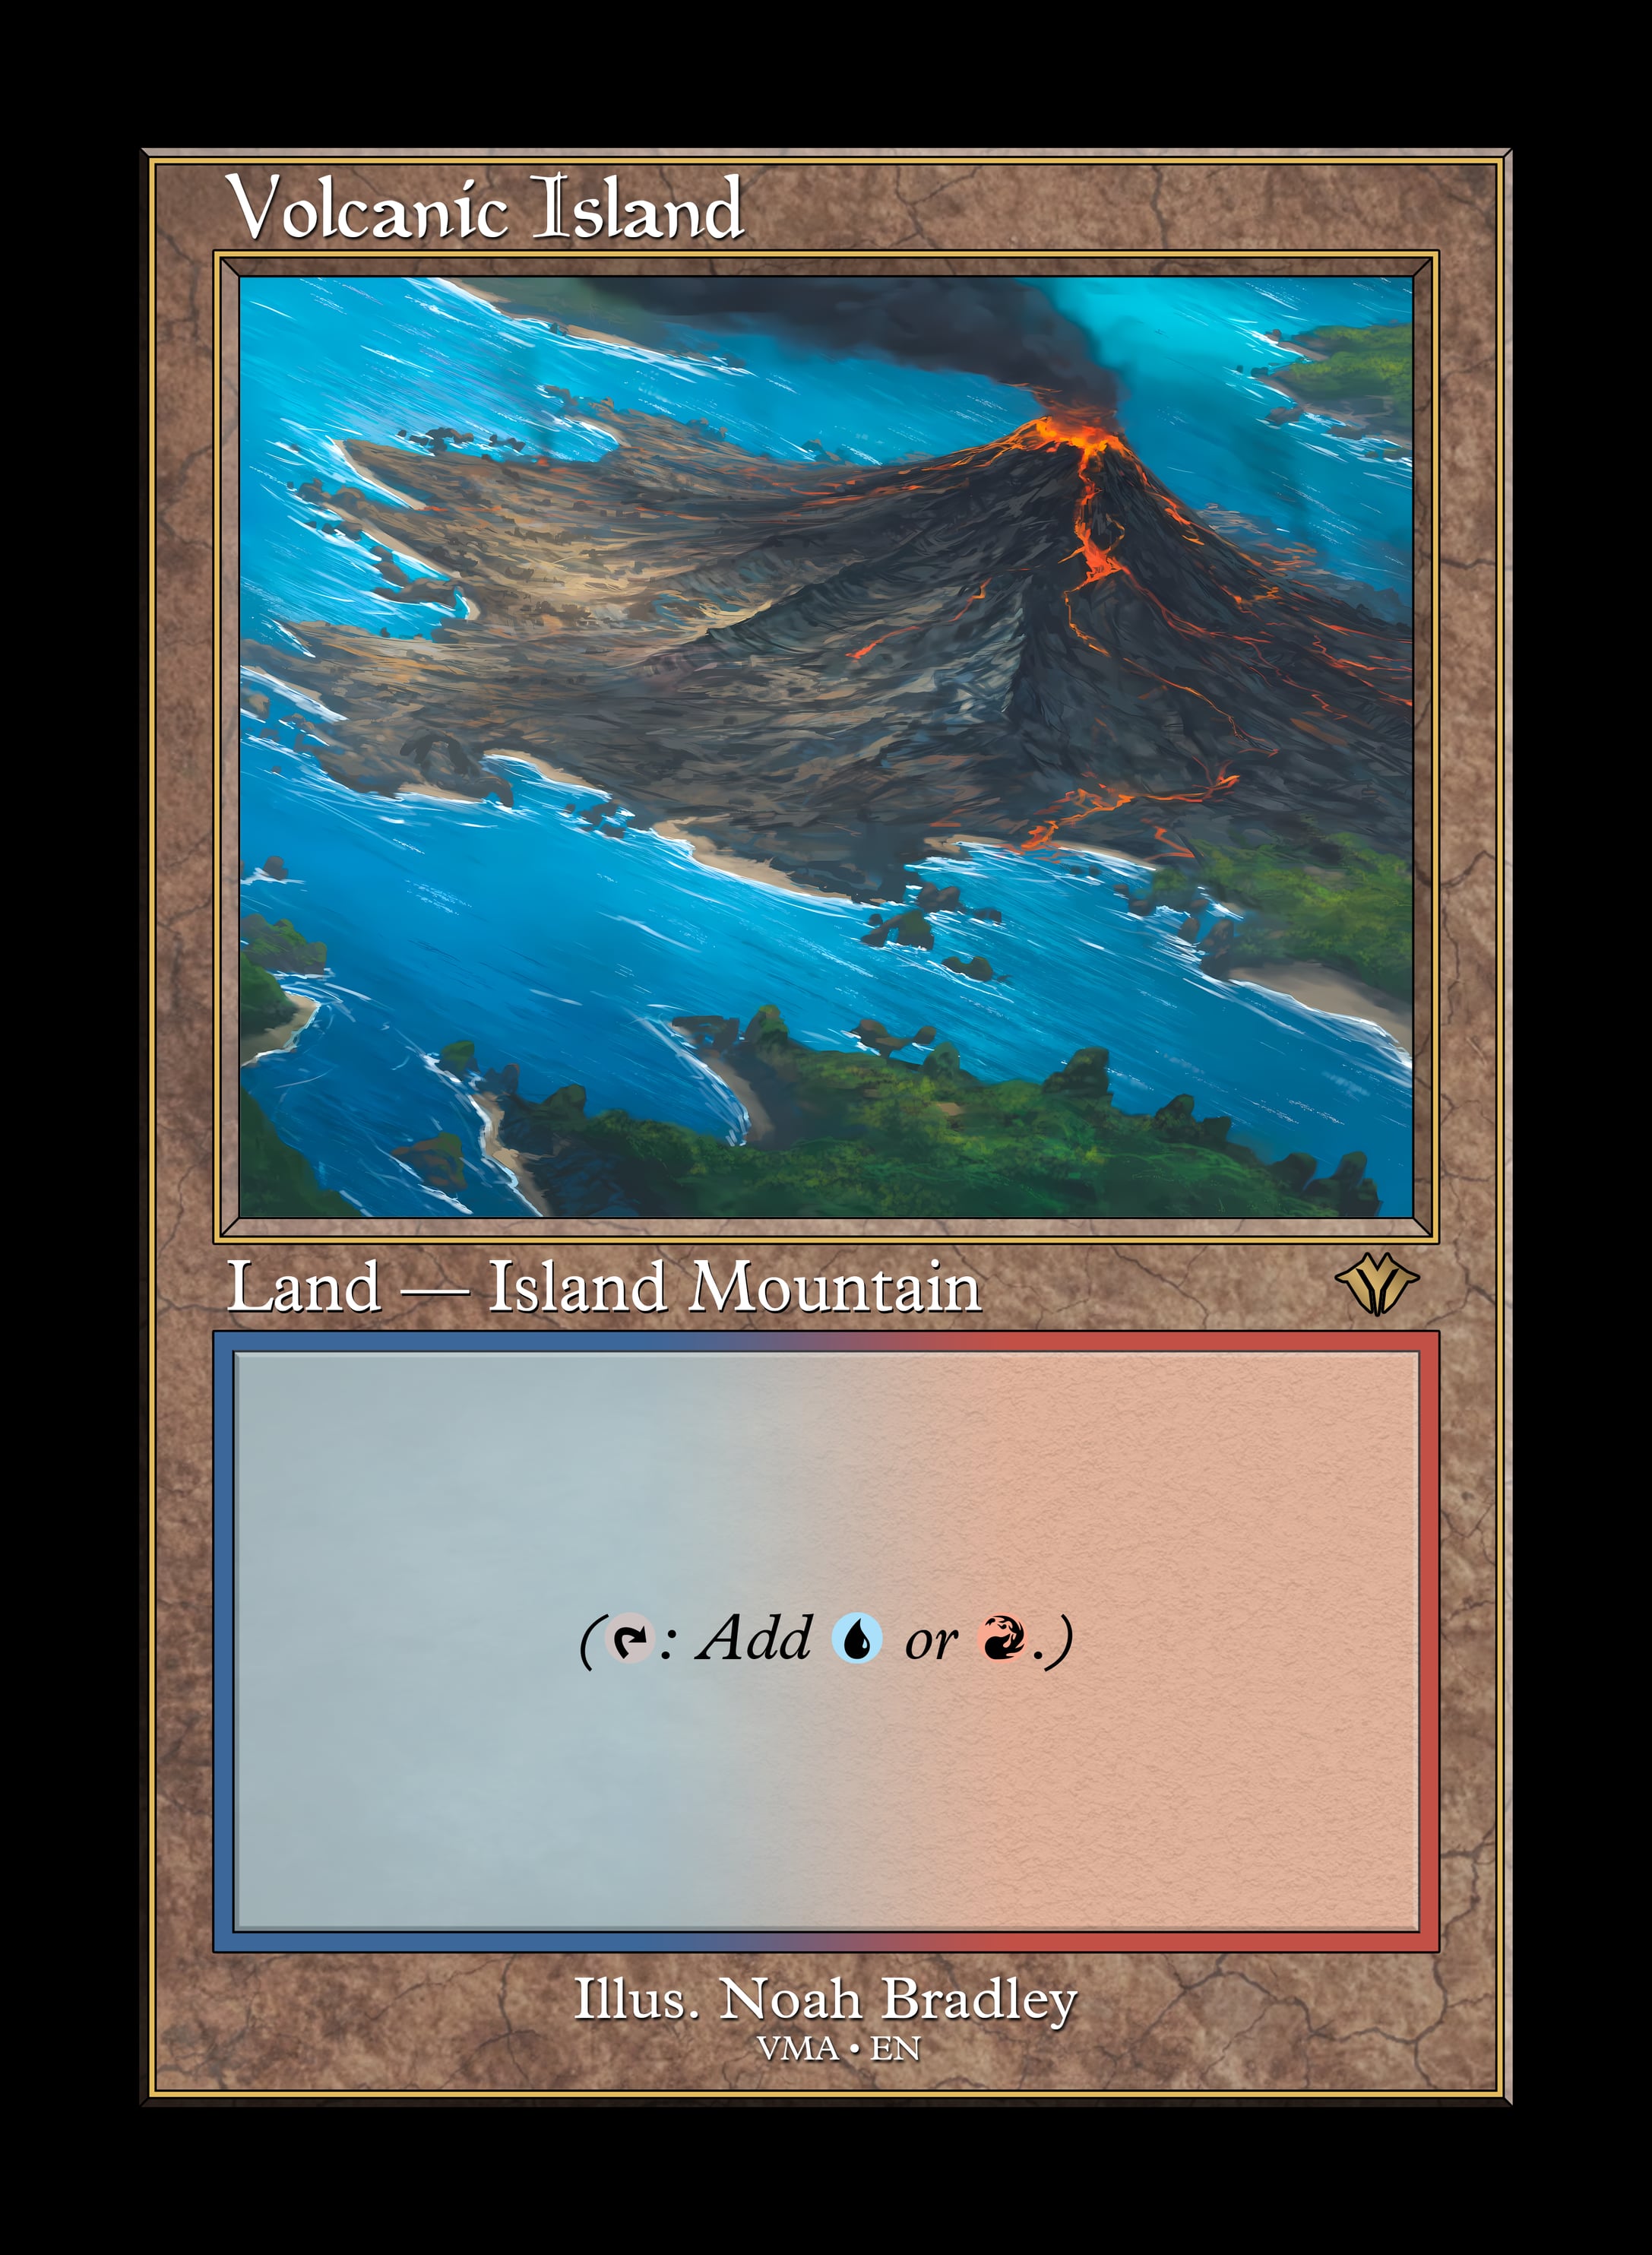 Volcanic Island
Land — Island Mountain
(: Add or .)
Illus. Noah Bradley
VMA • EN